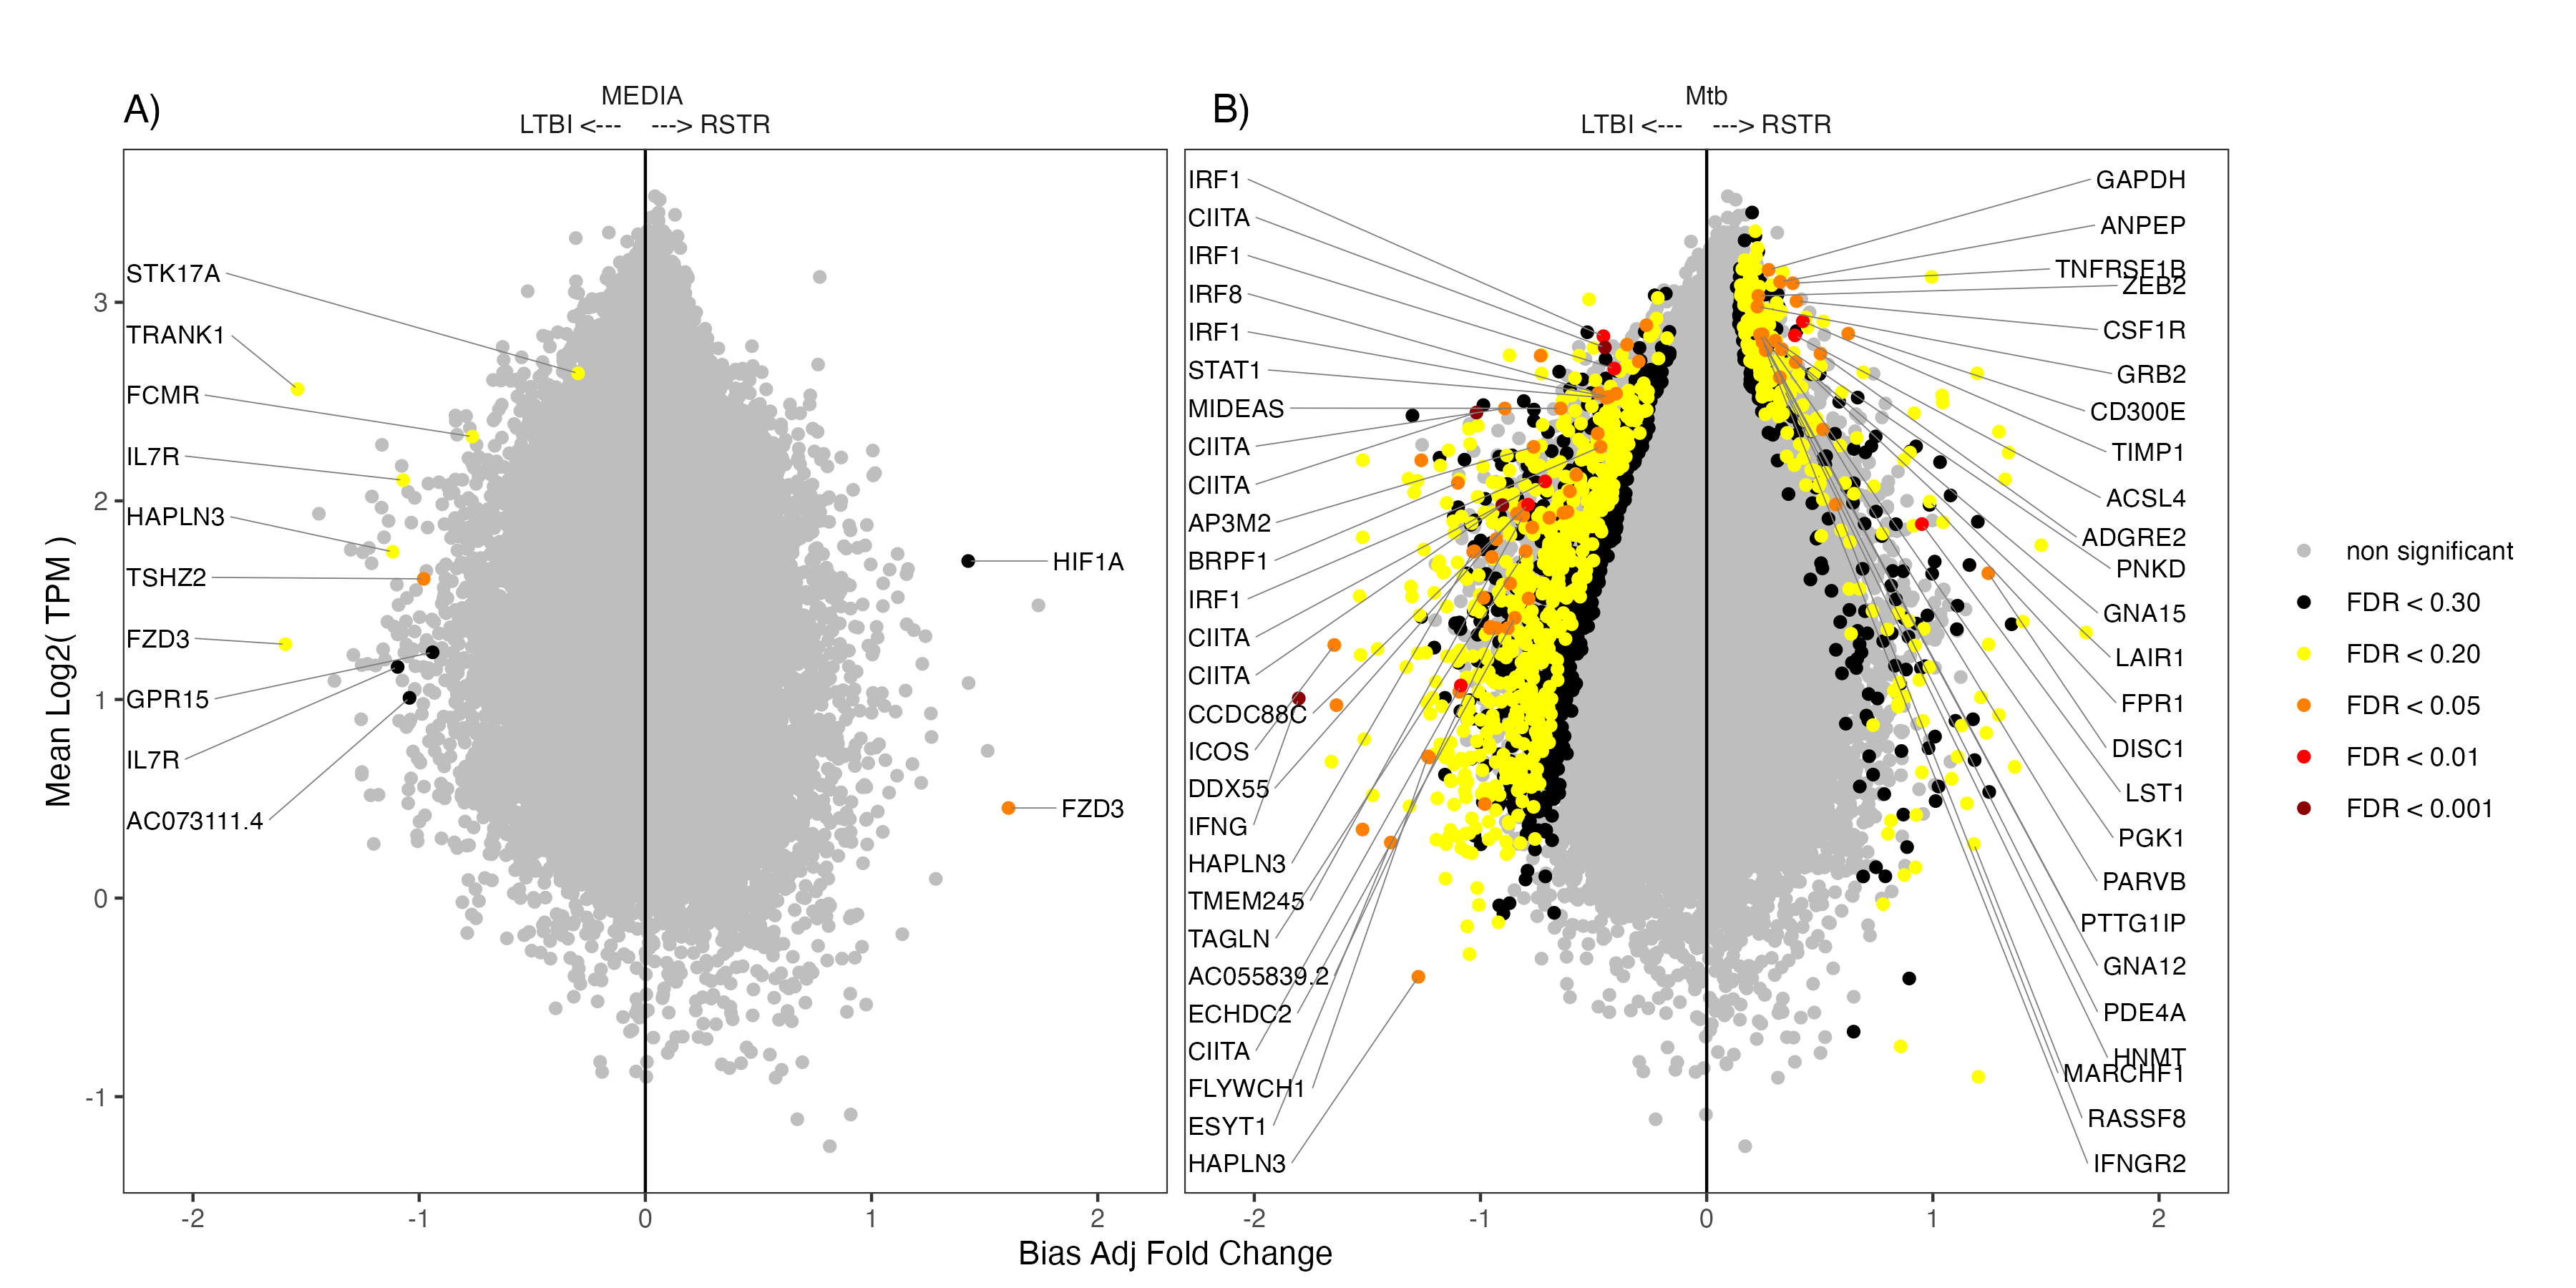 A)
MEDIA
LTBI <--- ---> RSTR
B)
Mtb
LTBI <--- ---> RSTR
Mean Log2( TPM )
3
2
1
0
-1
STK17A
TRANK1
FCMR
IL7R
HAPLN3
TSHZ2
FZD3
GPR15
IL7R
AC073111.4
HIF1A
FZD3
-2
-1
0
1
2
IRF1
CIITA
IRF1
IRF8
IRF1
STAT1
MIDEAS
CIITA
CIITA
AP3M2
BRPF1
IRF1
CIITA
CIITA
CCDC88C
ICOS
DDX55
IFNG
HAPLN3
TMEM245
TAGLN
AC055839.2
ECHDC2
CIITA
FLYWCH1
ESYT1
HAPLN3
GAPDH
ANPEP
TNFRSF1B
ZEB2
CSF1R
GRB2
CD300E
TIMP1
ACSL4
ADGRE2
PNKD
GNA15
LAIR1
FPR1
DISC1
LST1
PGK1
PARVB
PTTG1IP
GNA12
PDE4A
HNMT
MARCHF1
RASSF8
IFNGR2
-2
-1
0
1
2
Bias Adj Fold Change
non significant
FDR < 0.30
FDR < 0.20
FDR < 0.05
FDR < 0.01
FDR < 0.001